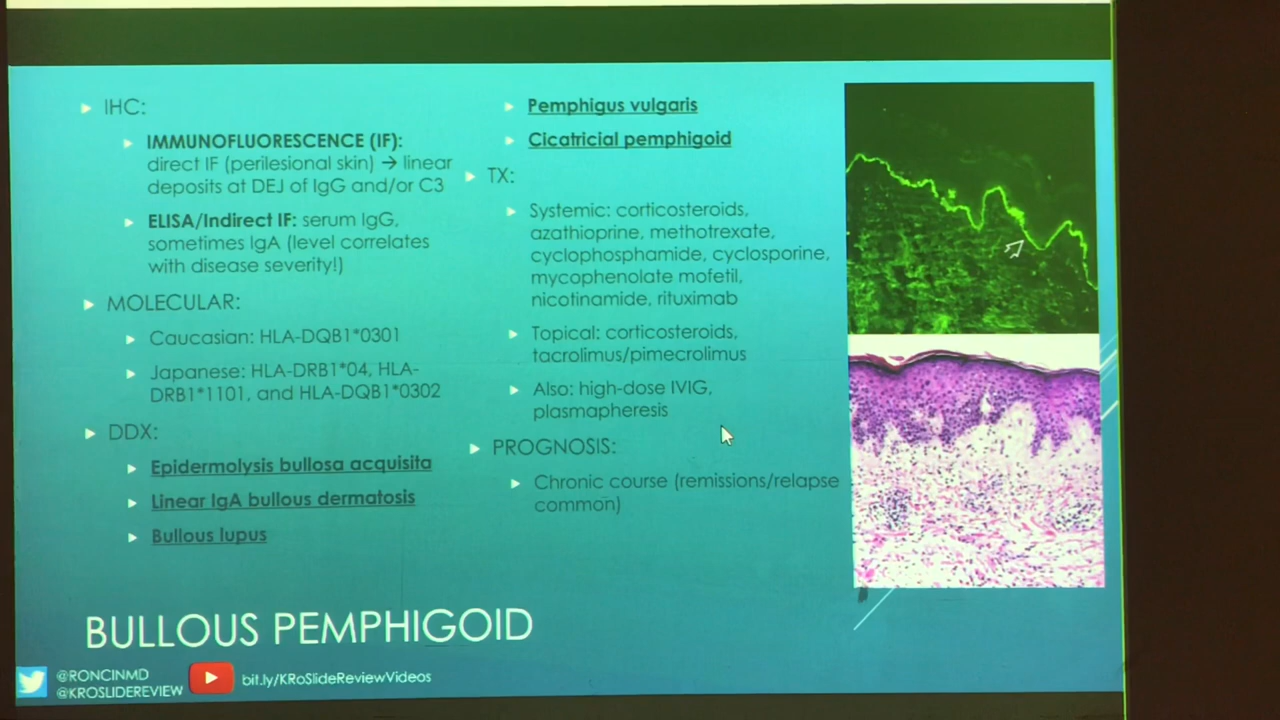 IHC:
IMMUNOFLUORESCENCE (IF):
direct IF (perilesional skin) → linear
deposits at DEJ of IgG and/or C3
ELISA/Indirect IF: serum IgG,
sometimes IgA (level correlates
with disease severity!)
MOLECULAR:
Caucasian: HLA-DQB1*0301
Japanese: HLA-DRB1*04, HLA-
DRB1*1101, and HLA-DQB1*0302
DDX:
Epidermolysis bullosa acquisita
Linear IgA bullous dermatosis
Bullous lupus
Pemphigus vulgaris
Cicatricial pemphigoid
TX:
Systemic: corticosteroids,
azathioprine, methotrexate,
cyclophosphamide, cyclosporine,
mycophenolate mofetil,
nicotinamide, rituximab
Topical: corticosteroids,
tacrolimus/pimecrolimus
Also: high-dose IVIG,
plasmapheresis
PROGNOSIS:
Chronic course (remissions/relapse
common)
BULLOUS PEMPHIGOID
@RONCINMD
@KROSLIDEREVIEW
bit.ly/KRoSlideReviewVideos